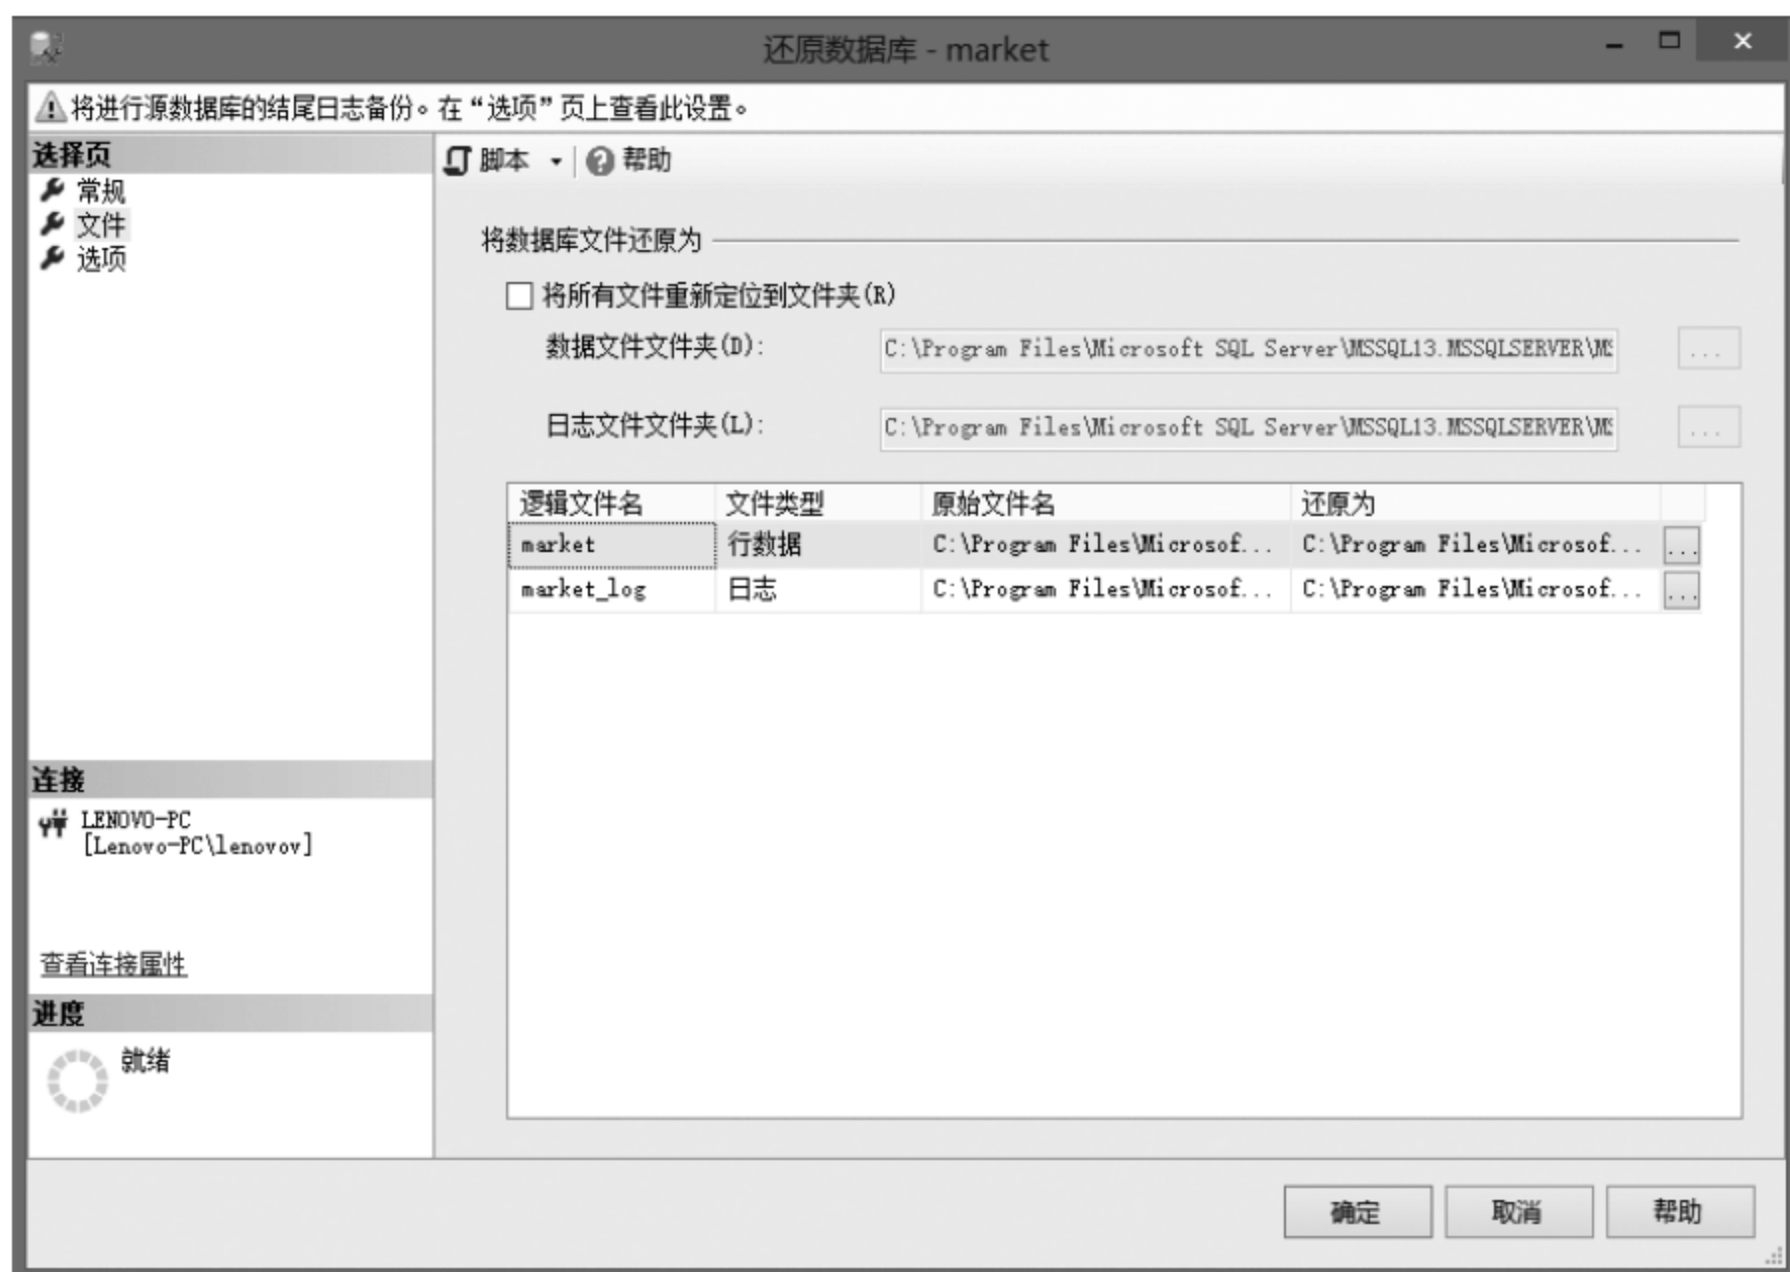 还原数据库 - market
将进行源数据库的结尾日志备份。在“选项”页上查看此设置。
选择页
常规
文件
选项
脚本
帮助
将数据库文件还原为
将所有文件重新定位到文件夹(R)
数据文件文件夹(D):
C:\Program Files\Microsoft SQL Server\MSSQL13.MSSQLSERVER\MS
...
日志文件文件夹(L):
C:\Program Files\Microsoft SQL Server\MSSQL13.MSSQLSERVER\MS
...
逻辑文件名 文件类型 原始文件名 还原为
market 行数据 C:\Program Files\Microsof... C:\Program Files\Microsof... ...
market_log 日志 C:\Program Files\Microsof... C:\Program Files\Microsof... ...
连接
LENOVO-PC
[Lenovo-PC\lenovov]
查看连接属性
进度
就绪
确定 取消 帮助